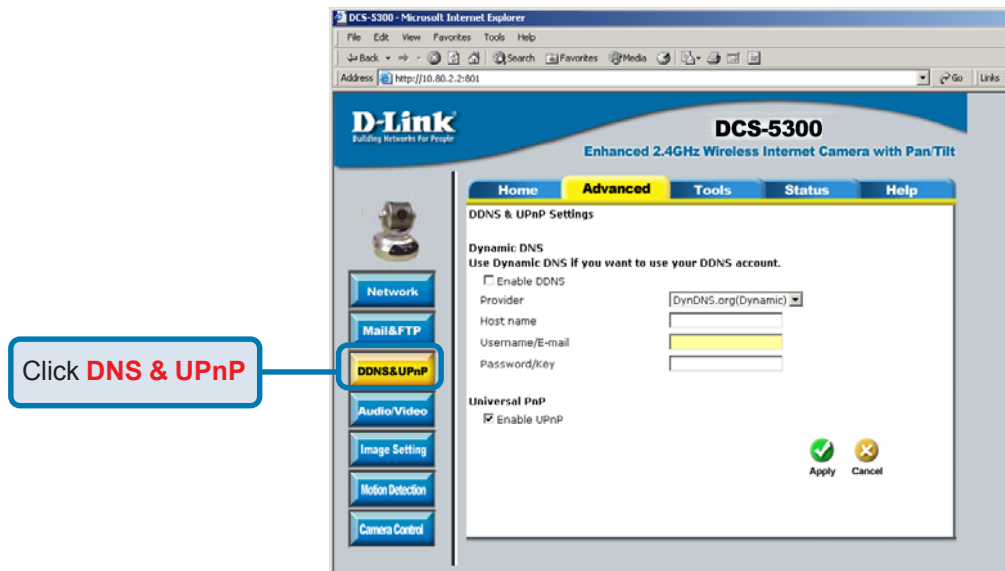 DCS-5300 - Microsoft Internet Explorer
File Edit View Favorites Tools Help
Back Search Favorites Media
Address http://10.80.2.2:801 Go Links
D-Link
Building Networks for People
DCS-5300
Enhanced 2.4GHz Wireless Internet Camera with Pan/Tilt
Home Advanced Tools Status Help
DDNS & UPnP Settings
Dynamic DNS
Use Dynamic DNS if you want to use your DDNS account.
Enable DDNS
Provider DynDNS.org(Dynamic)
Host name
Username/E-mail
Password/Key
Universal PnP
Enable UPnP
Apply Cancel
Network
Mail&FTP
DDNS&UPnP
Audio/Video
Image Setting
Motion Detection
Camera Control
Click DNS & UPnP